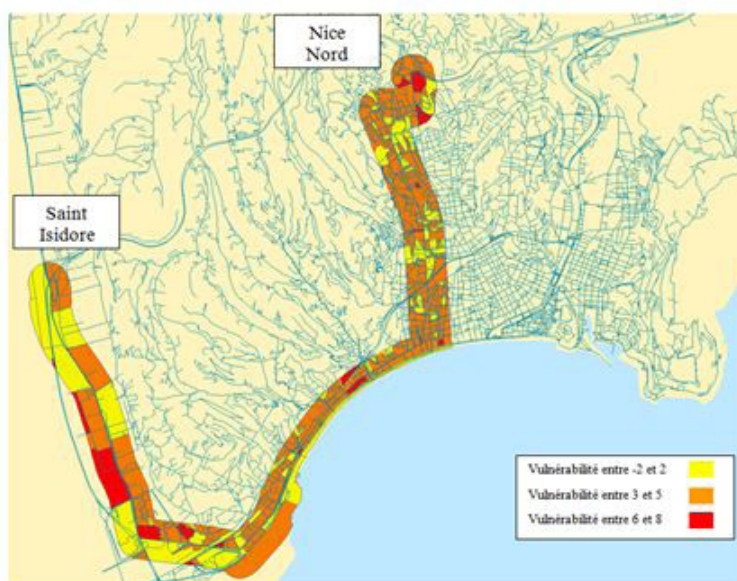 Nice
Nord
Saint
Isidore
Vulnérabilité entre -2 et 2
Vulnérabilité entre 3 et 5
Vulnérabilité entre 6 et 8